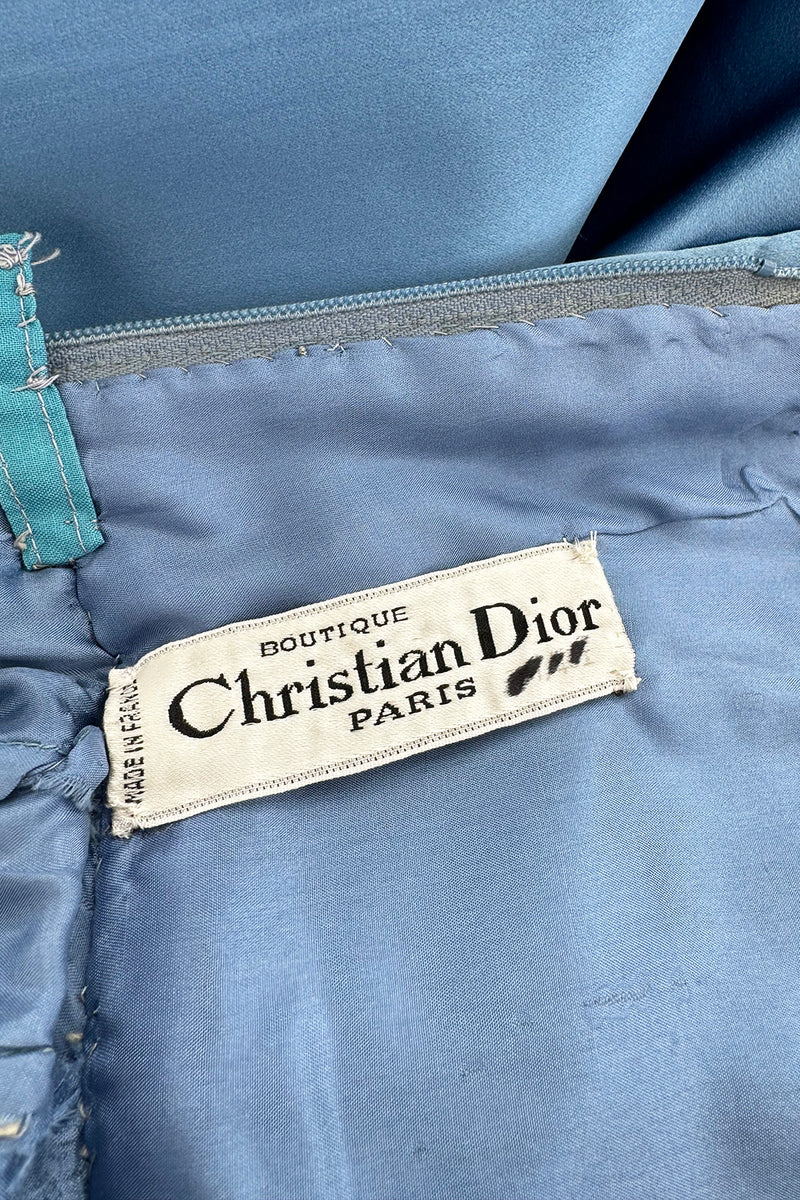 BOUTIQUE
Christian Dior
PARIS
MADE IN FRANCE